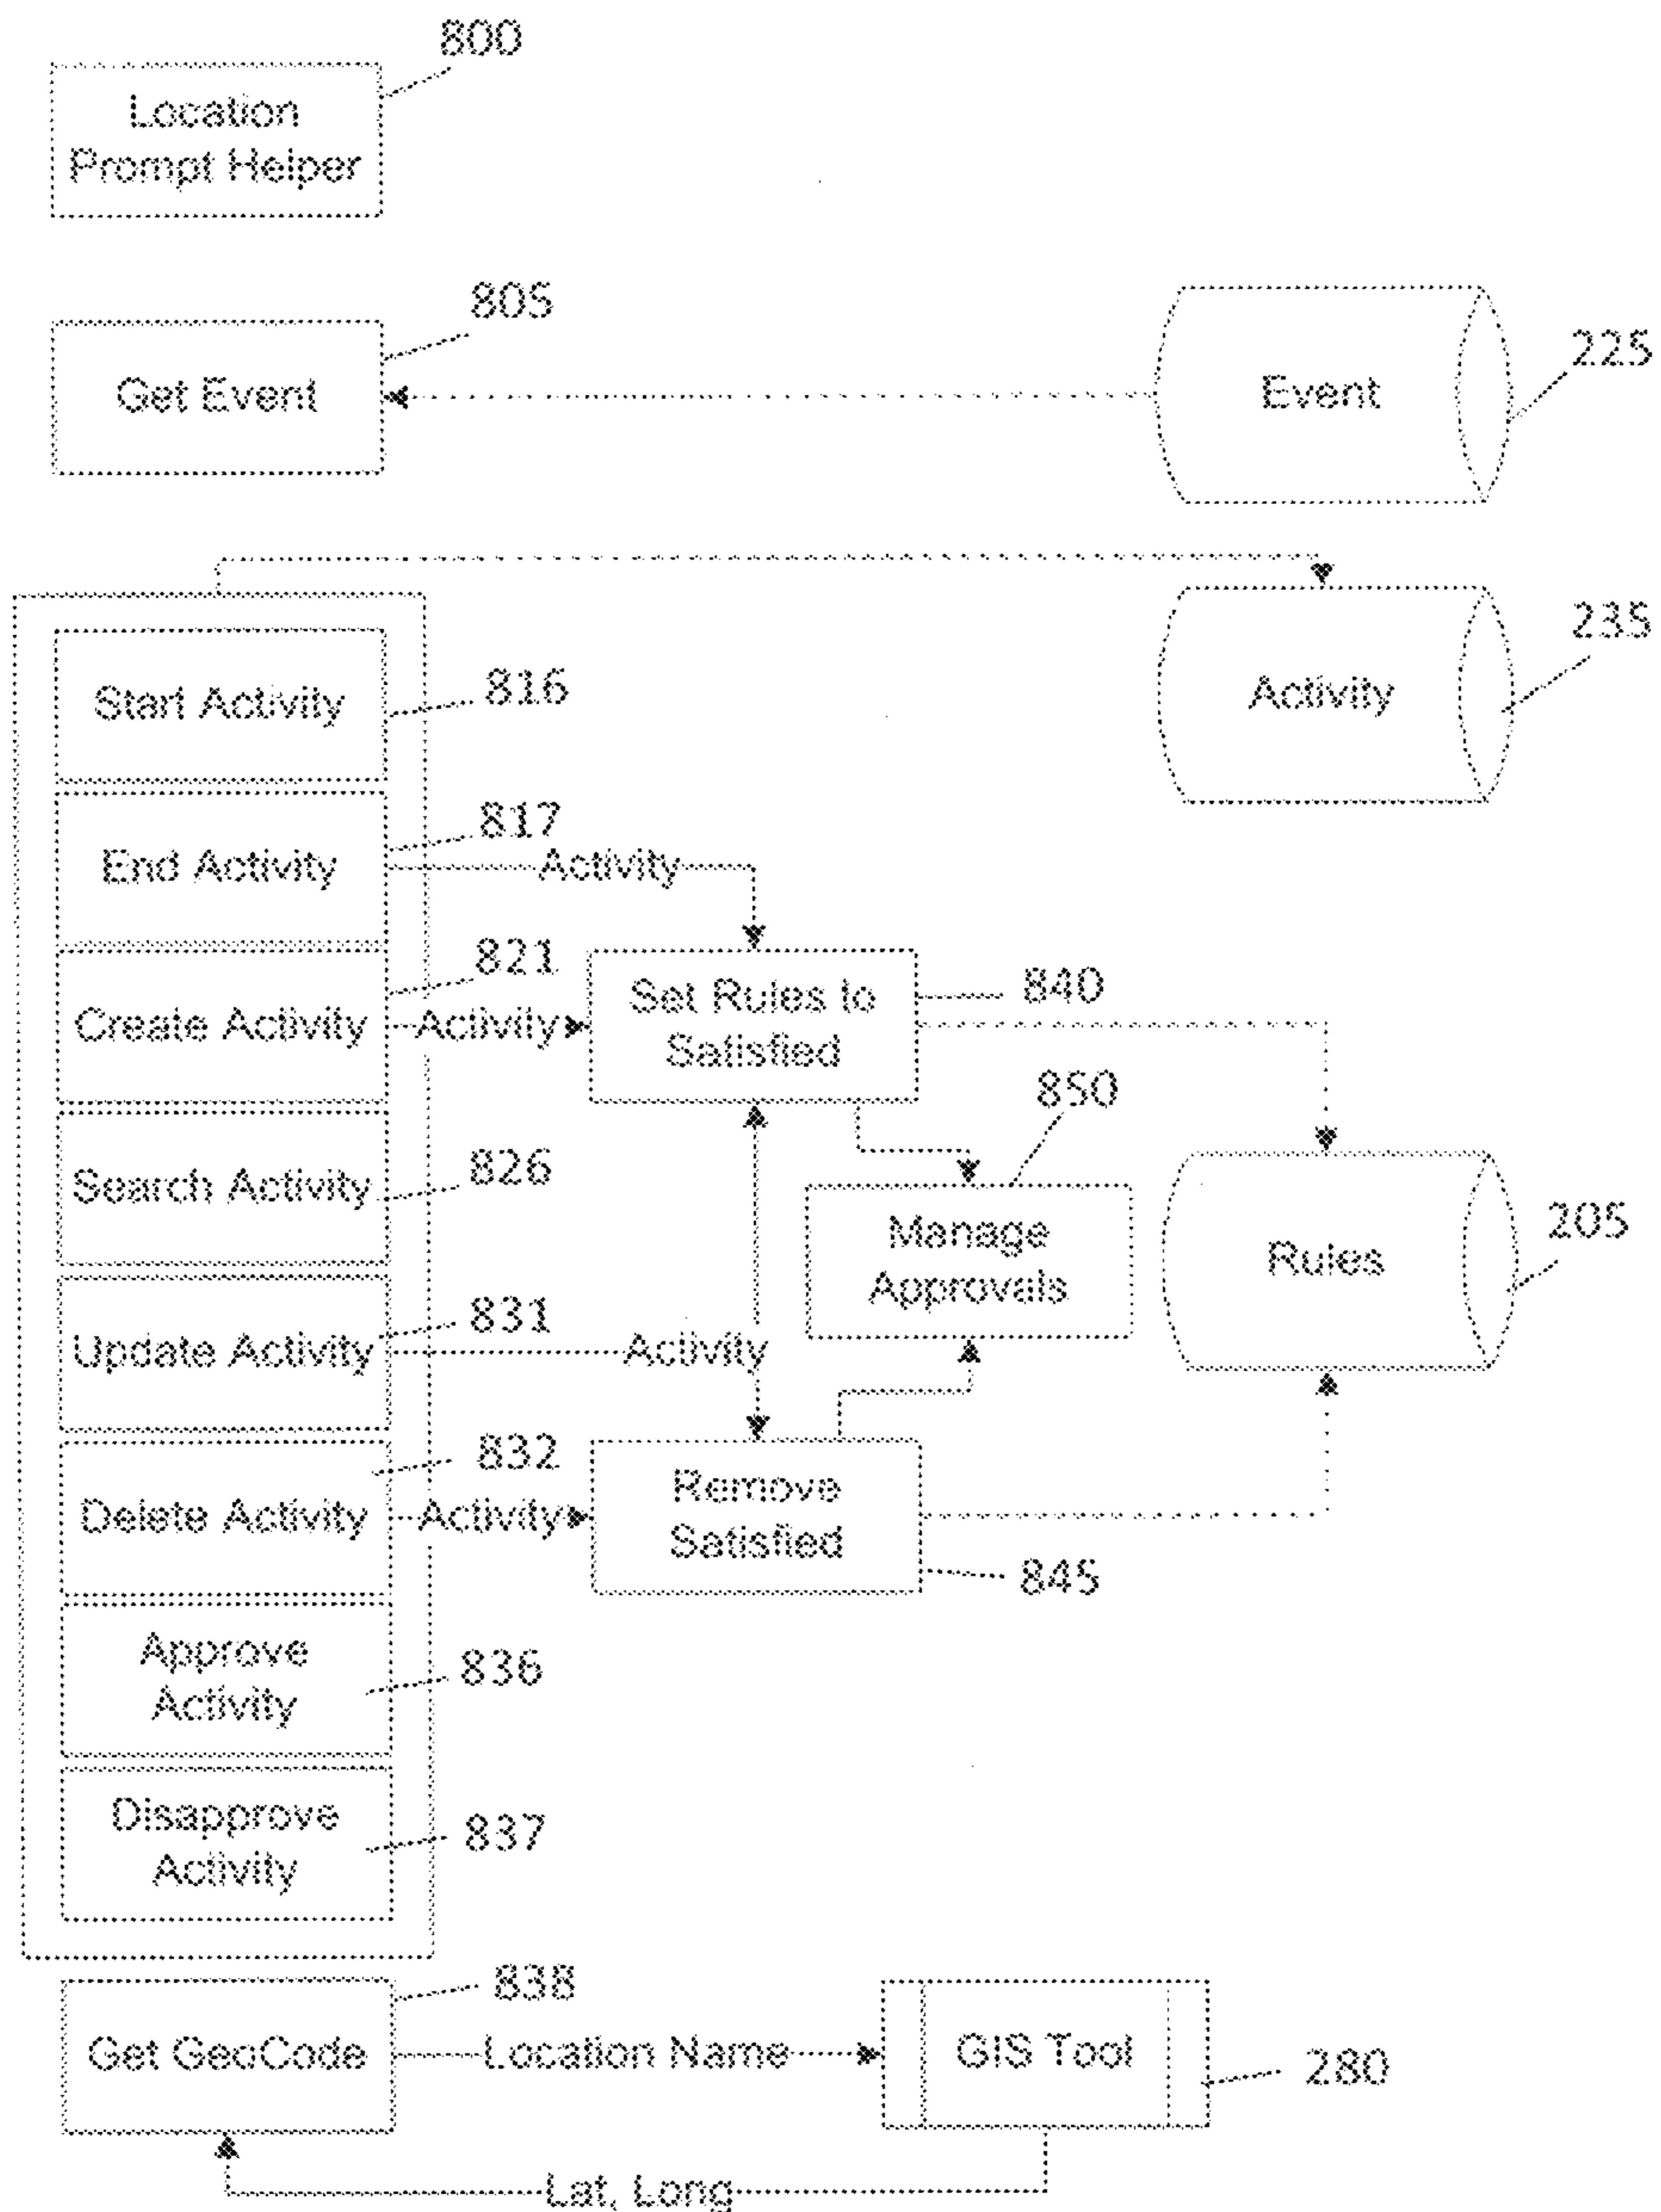 800
Location
Prompt Helper
805
Get Event
Event
225
Start Activity
816
Activity
235
End Activity
817
Activity
Create Activity
821
Activity
Set Rules to
Satisfied
840
850
Search Activity
826
Manage
Approvals
Rules
205
Update Activity
831
Activity
Delete Activity
832
Activity
Remove
Satisfied
845
Approve
Activity
836
Disapprove
Activity
837
838
Get GeoCode
Location Name
GIS Tool
280
Lat, Long